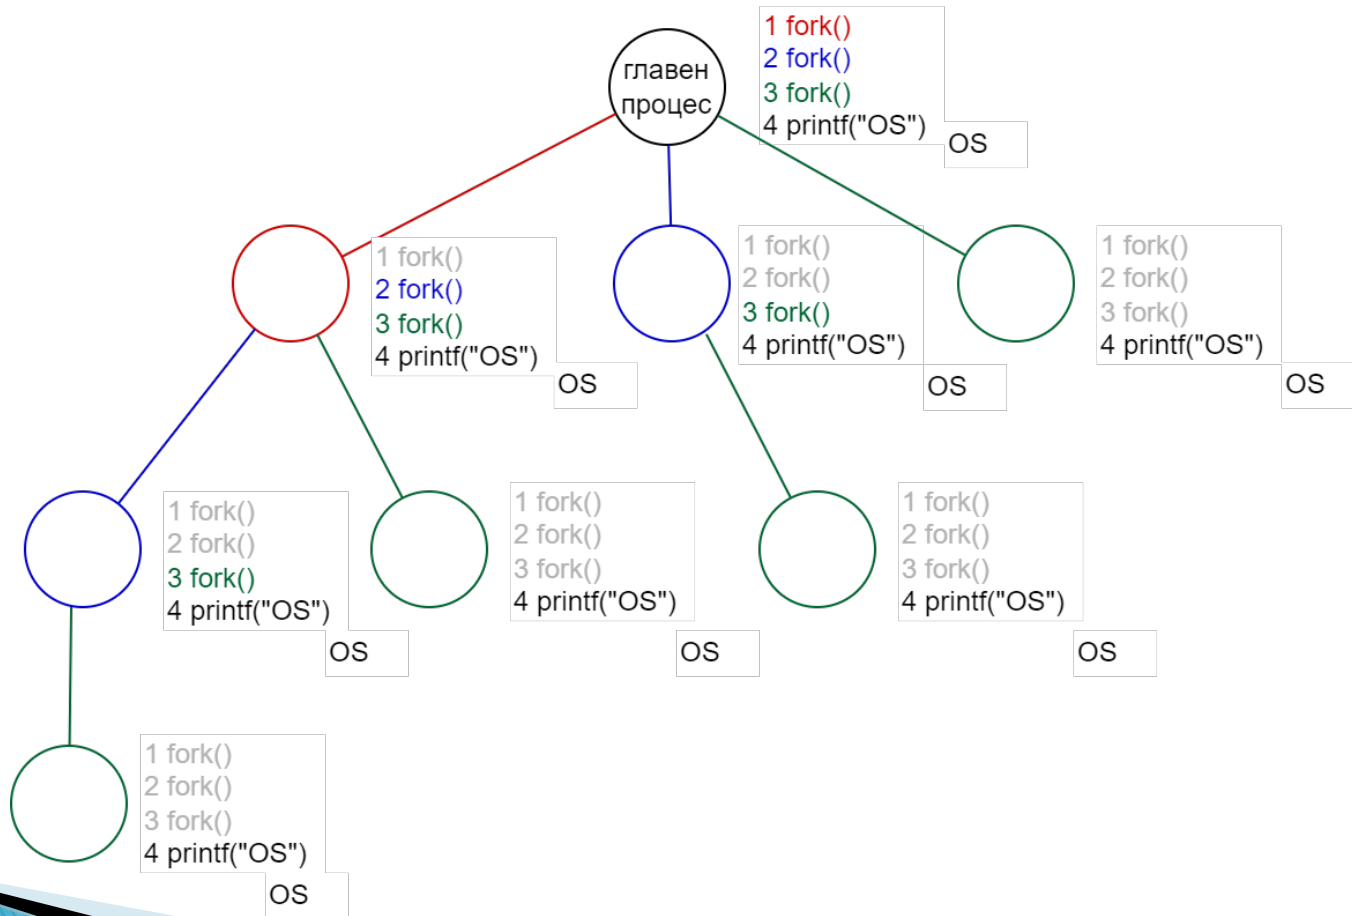 главен
процес
1 fork()
2 fork()
3 fork()
4 printf("OS")
OS
1 fork()
2 fork()
3 fork()
4 printf("OS")
OS
1 fork()
2 fork()
3 fork()
4 printf("OS")
OS
1 fork()
2 fork()
3 fork()
4 printf("OS")
OS
1 fork()
2 fork()
3 fork()
4 printf("OS")
OS
1 fork()
2 fork()
3 fork()
4 printf("OS")
OS
1 fork()
2 fork()
3 fork()
4 printf("OS")
OS
1 fork()
2 fork()
3 fork()
4 printf("OS")
OS